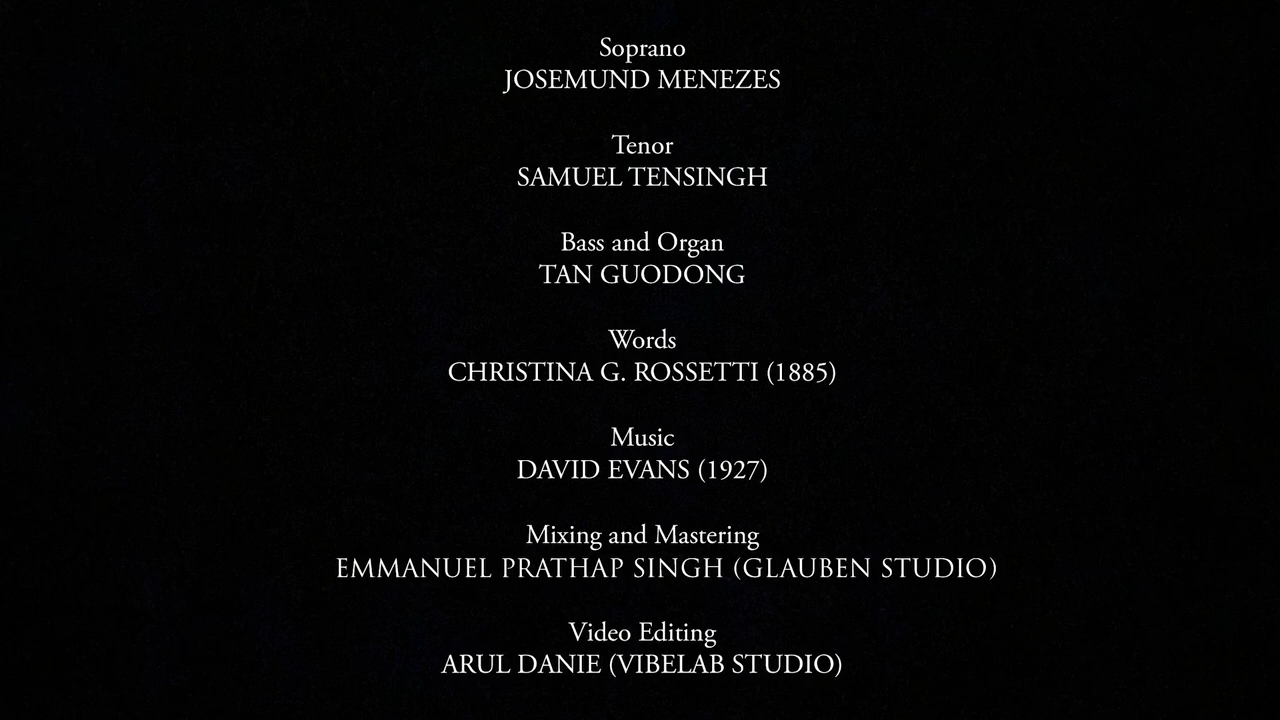 Soprano
JOSEMUND MENEZES
Tenor
SAMUEL TENSINGH
Bass and Organ
TAN GUODONG
Words
CHRISTINA G. ROSSETTI (1885)
Music
DAVID EVANS (1927)
Mixing and Mastering
EMMANUEL PRATHAP SINGH (GLAUBEN STUDIO)
Video Editing
ARUL DANIE (VIBELAB STUDIO)